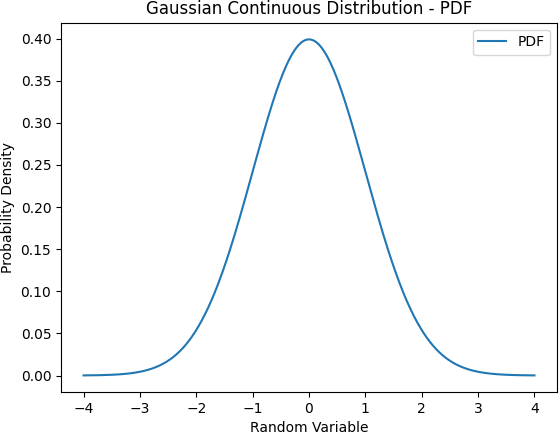 Gaussian Continuous Distribution - PDF
PDF
Probability Density
0.40
0.35
0.30
0.25
0.20
0.15
0.10
0.05
0.00
−4 −3 −2 −1 0 1 2 3 4
Random Variable